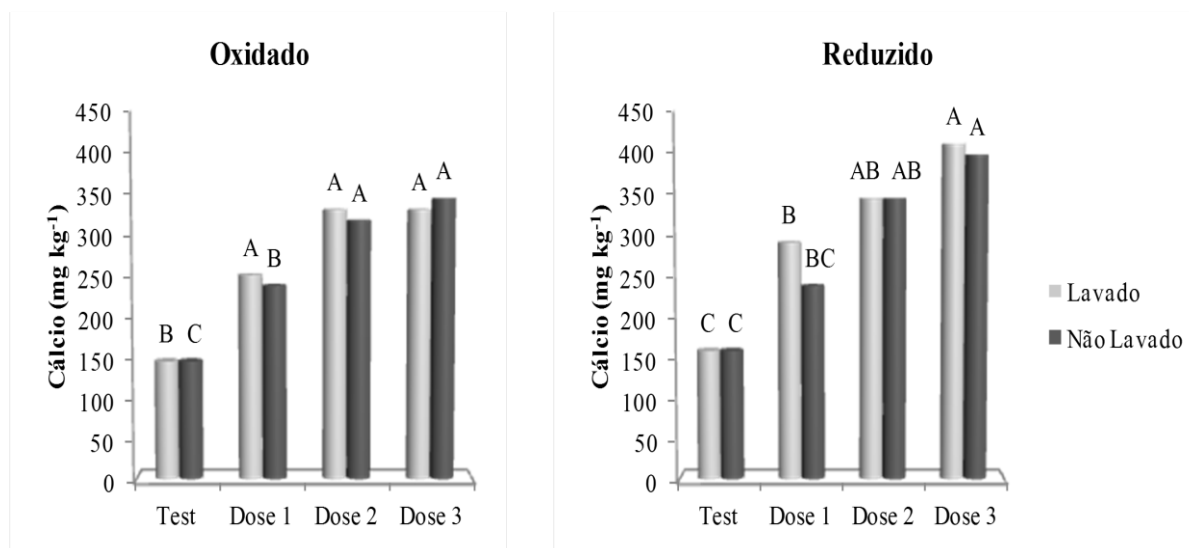 Oxidado
Cálcio (mg kg⁻¹)
450
400
350
300
250
200
150
100
50
0
B C
A B
A A
A A
Test Dose 1 Dose 2 Dose 3
Reduzido
Cálcio (mg kg⁻¹)
450
400
350
300
250
200
150
100
50
0
C C
B BC
AB AB
A A
Test Dose 1 Dose 2 Dose 3
Lavado
Não Lavado